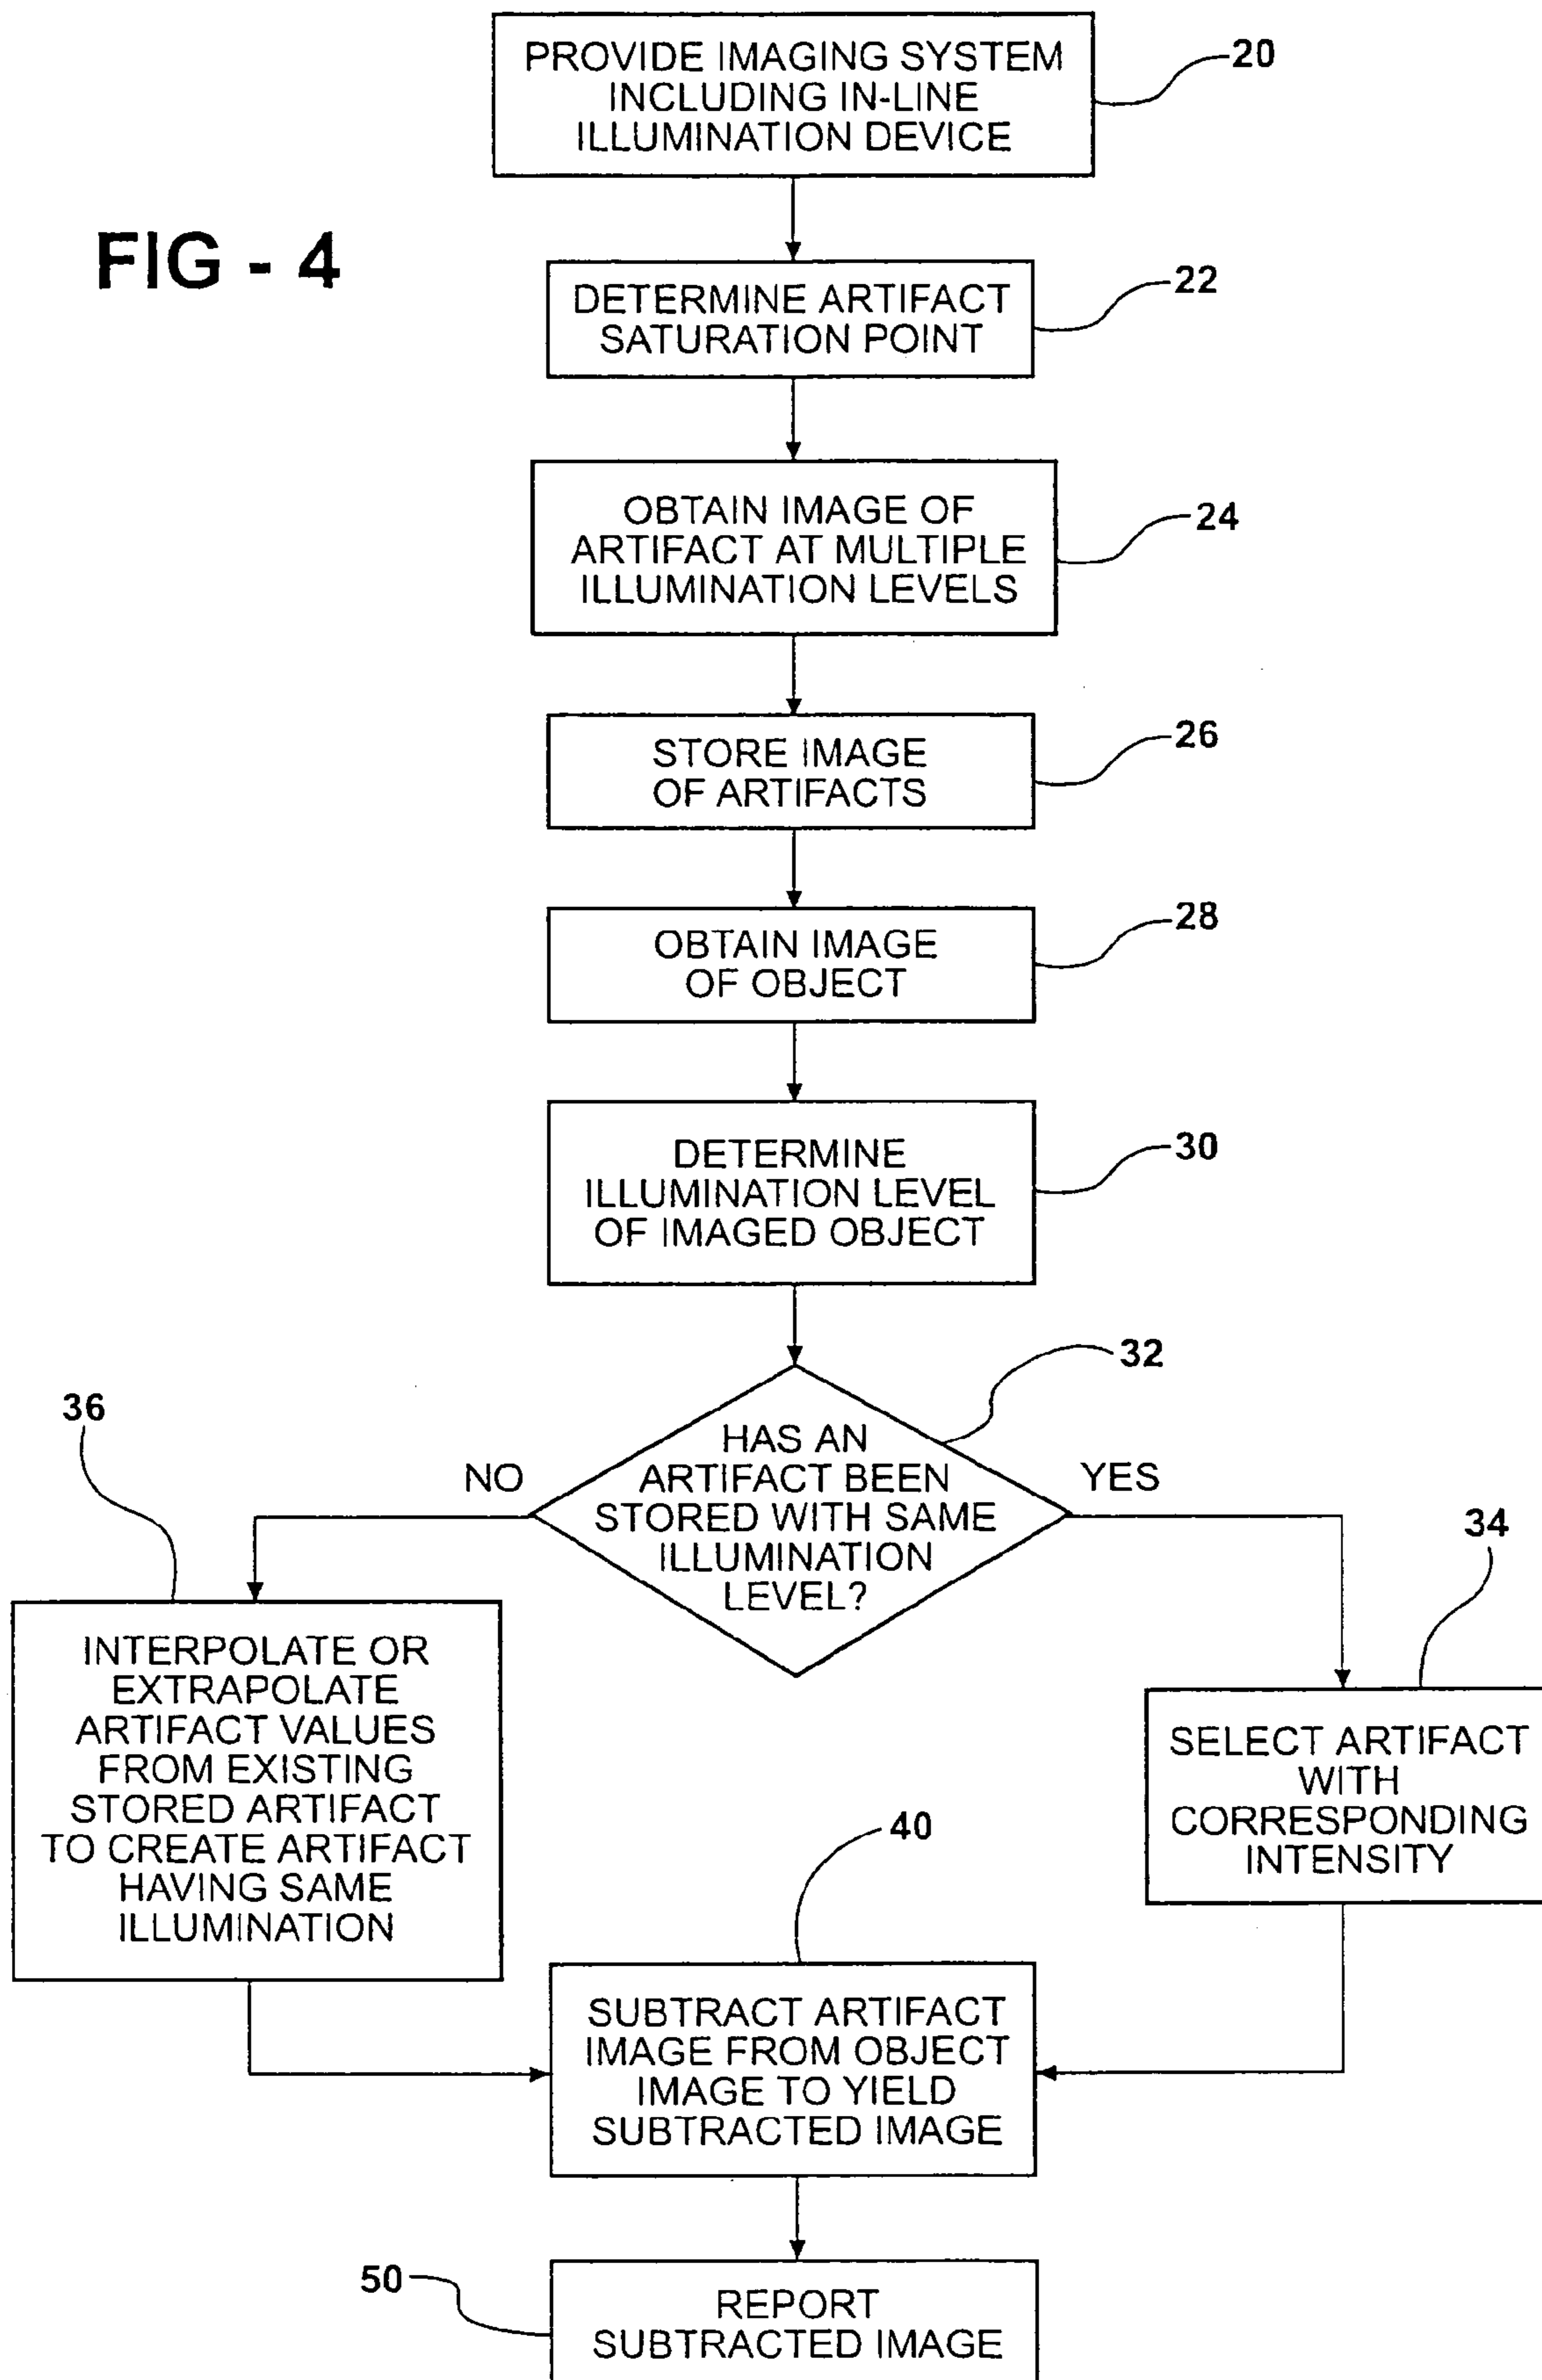 PROVIDE IMAGING SYSTEM
INCLUDING IN-LINE
ILLUMINATION DEVICE
20
FIG - 4
DETERMINE ARTIFACT
SATURATION POINT
22
OBTAIN IMAGE OF
ARTIFACT AT MULTIPLE
ILLUMINATION LEVELS
24
STORE IMAGE
OF ARTIFACTS
26
OBTAIN IMAGE
OF OBJECT
28
DETERMINE
ILLUMINATION LEVEL
OF IMAGED OBJECT
30
HAS AN
ARTIFACT BEEN
STORED WITH SAME
ILLUMINATION
LEVEL?
32
NO
YES
36
INTERPOLATE OR
EXTRAPOLATE
ARTIFACT VALUES
FROM EXISTING
STORED ARTIFACT
TO CREATE ARTIFACT
HAVING SAME
ILLUMINATION
34
SELECT ARTIFACT
WITH
CORRESPONDING
INTENSITY
40
SUBTRACT ARTIFACT
IMAGE FROM OBJECT
IMAGE TO YIELD
SUBTRACTED IMAGE
50
REPORT
SUBTRACTED IMAGE